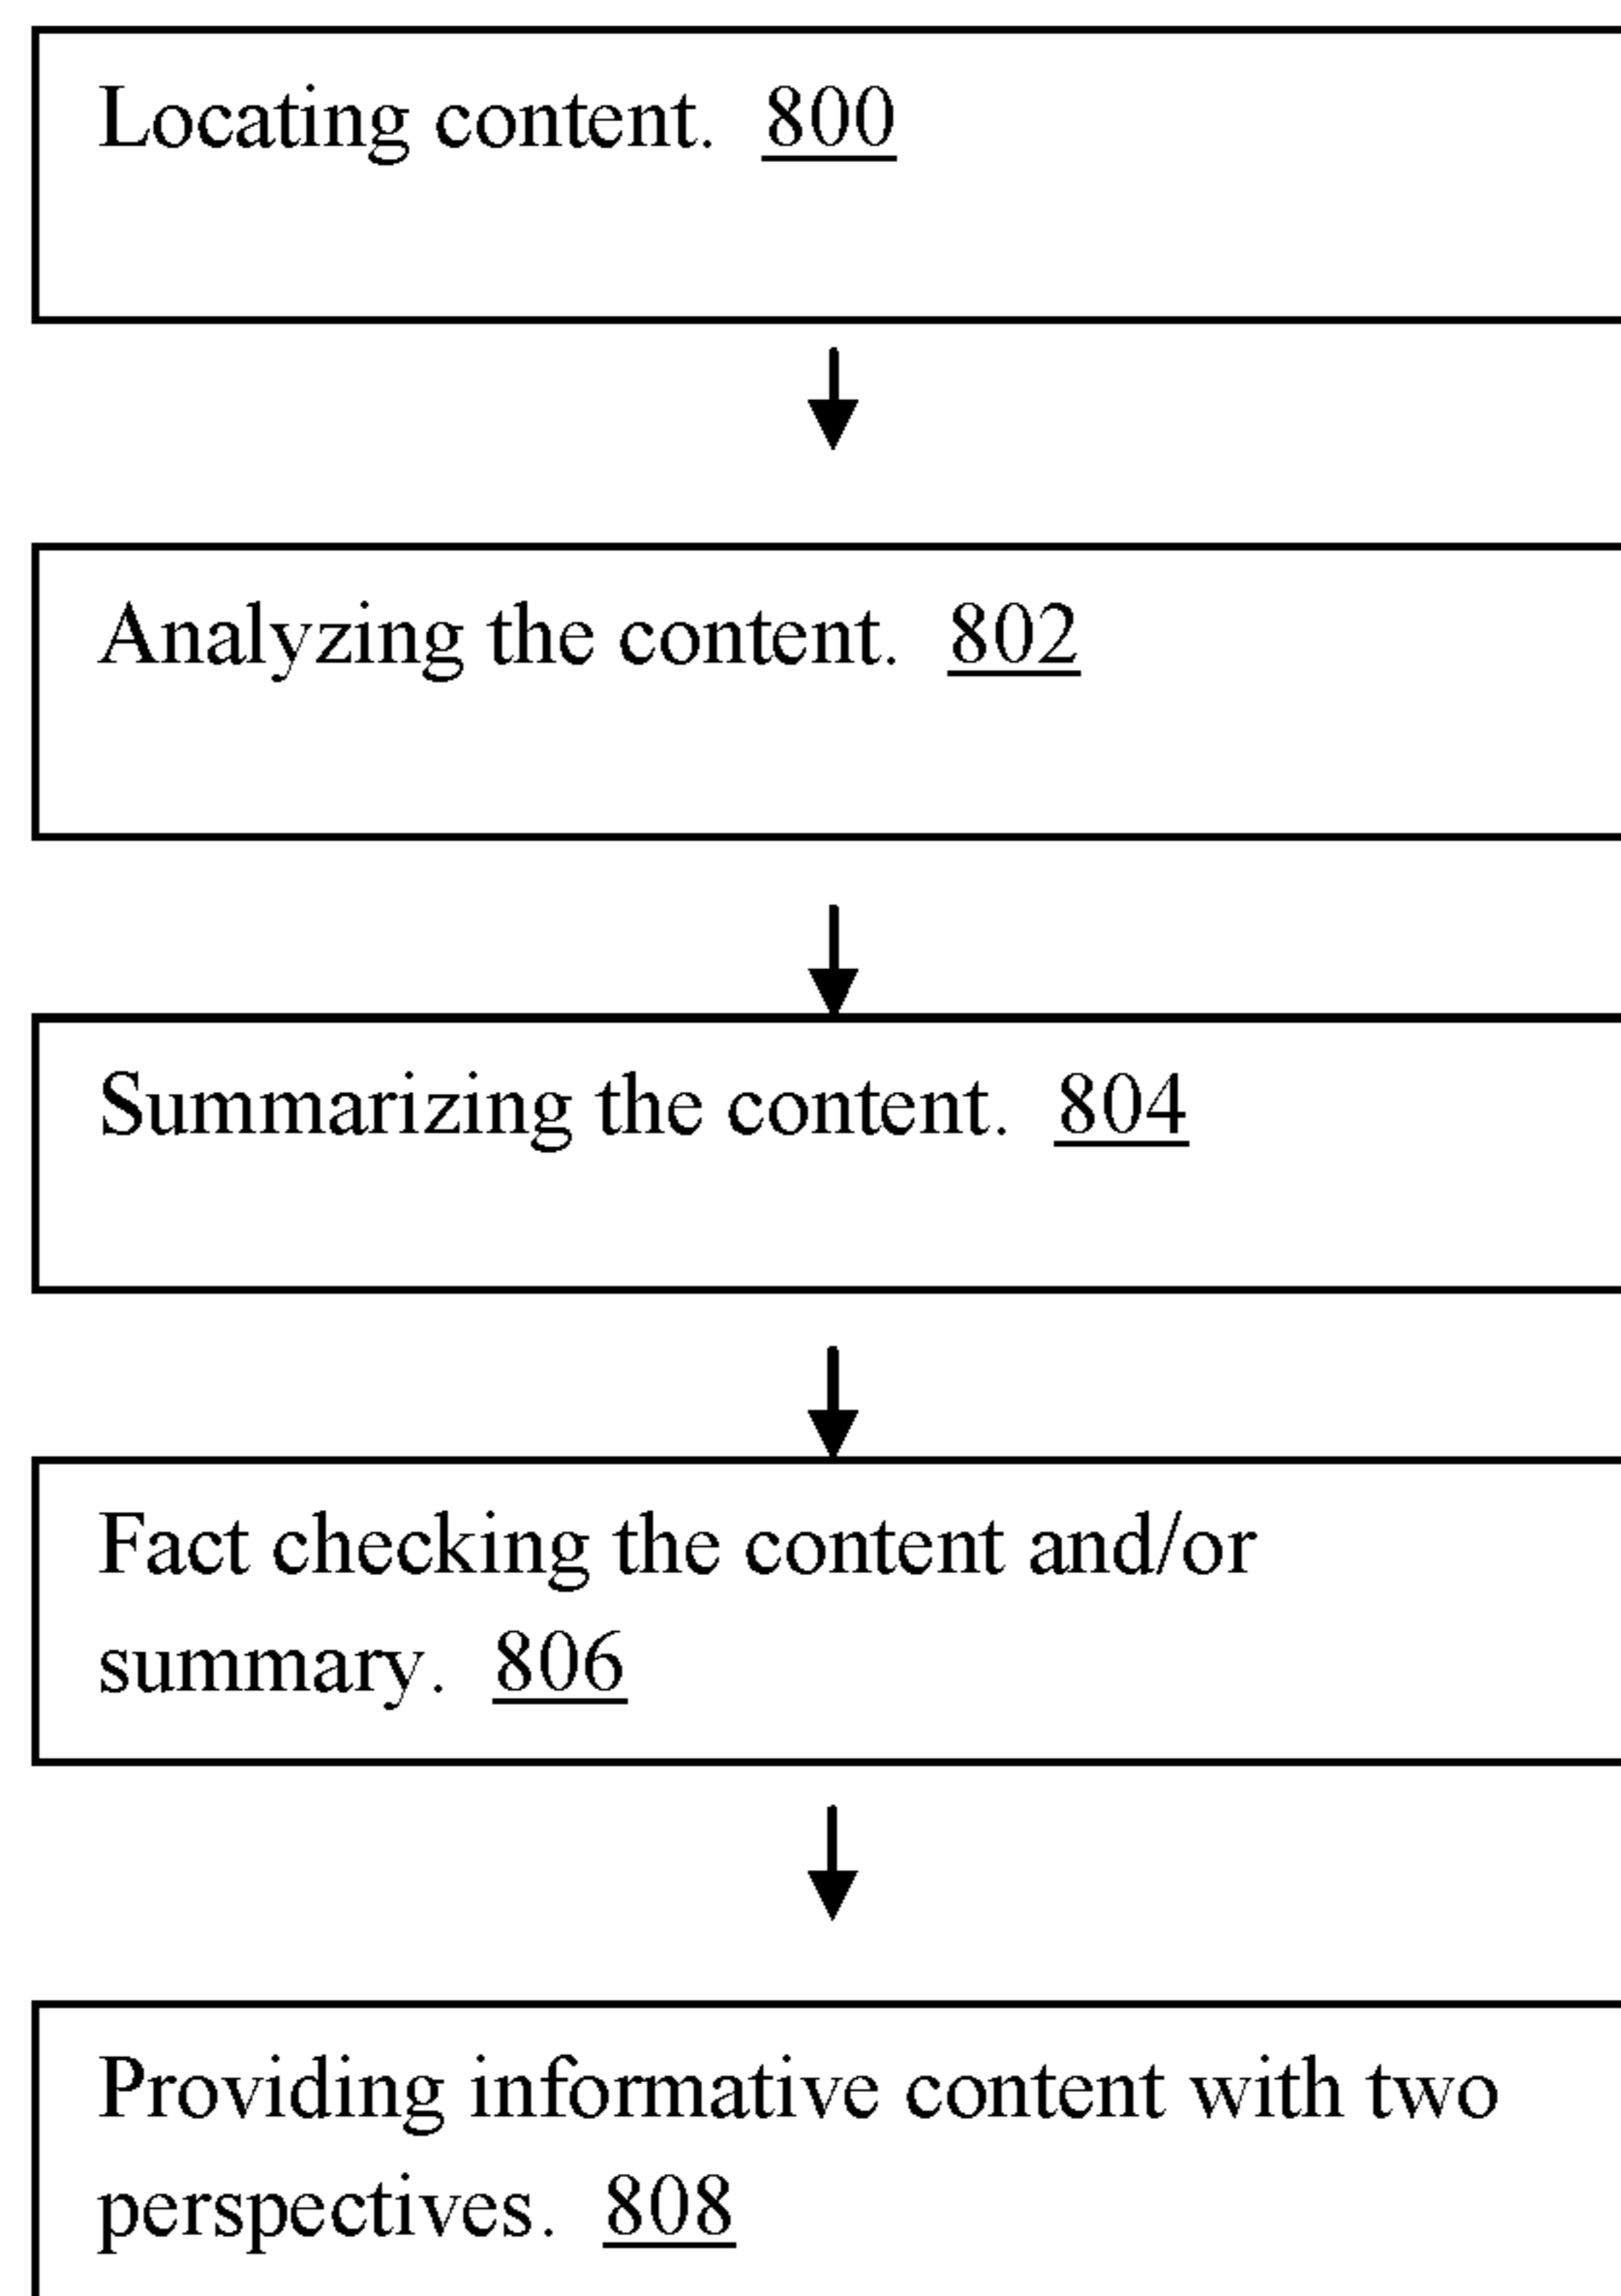 Locating content. 800
Analyzing the content. 802
Summarizing the content. 804
Fact checking the content and/or
summary. 806
Providing informative content with two
perspectives. 808